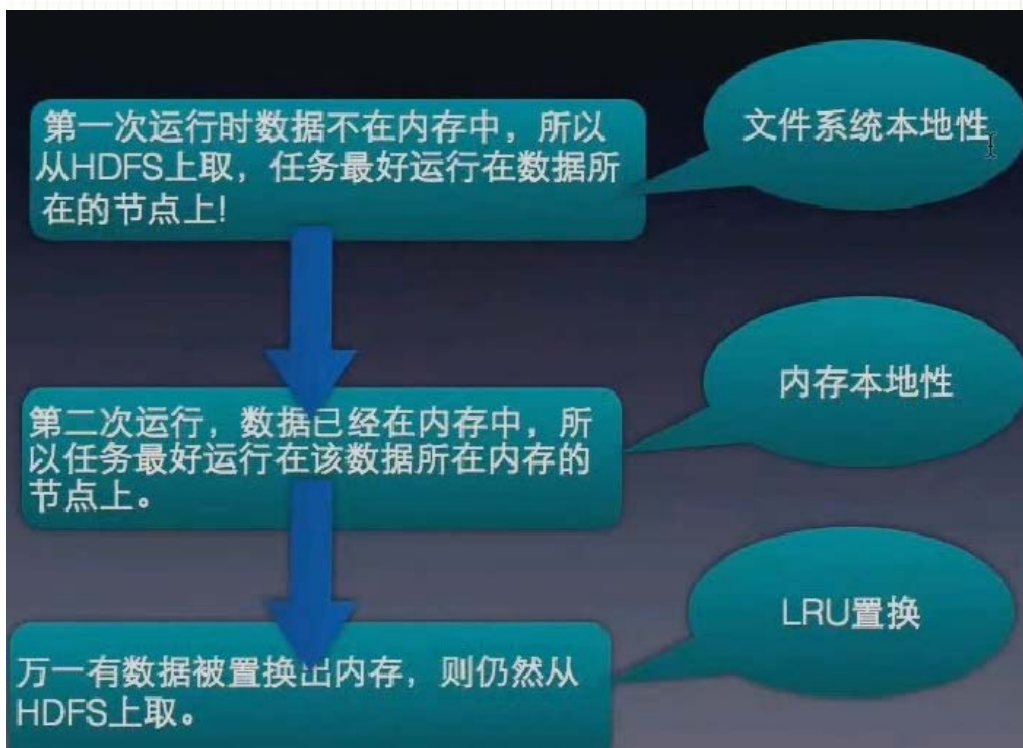 第一次运行时数据不在内存中，所以
从HDFS上取，任务最好运行在数据所
在的节点上!
文件系统本地性
第二次运行，数据已经在内存中，所
以任务最好运行在该数据所在内存的
节点上。
内存本地性
万一有数据被置换出内存，则仍然从
HDFS上取。
LRU置换